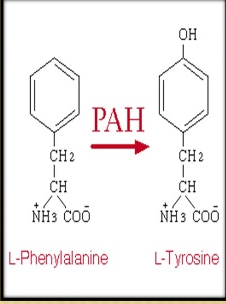 OH
PAH
CH2 CH2
CH CH
+ +
NH3 COO- NH3 COO-
L-Phenylalanine L-Tyrosine